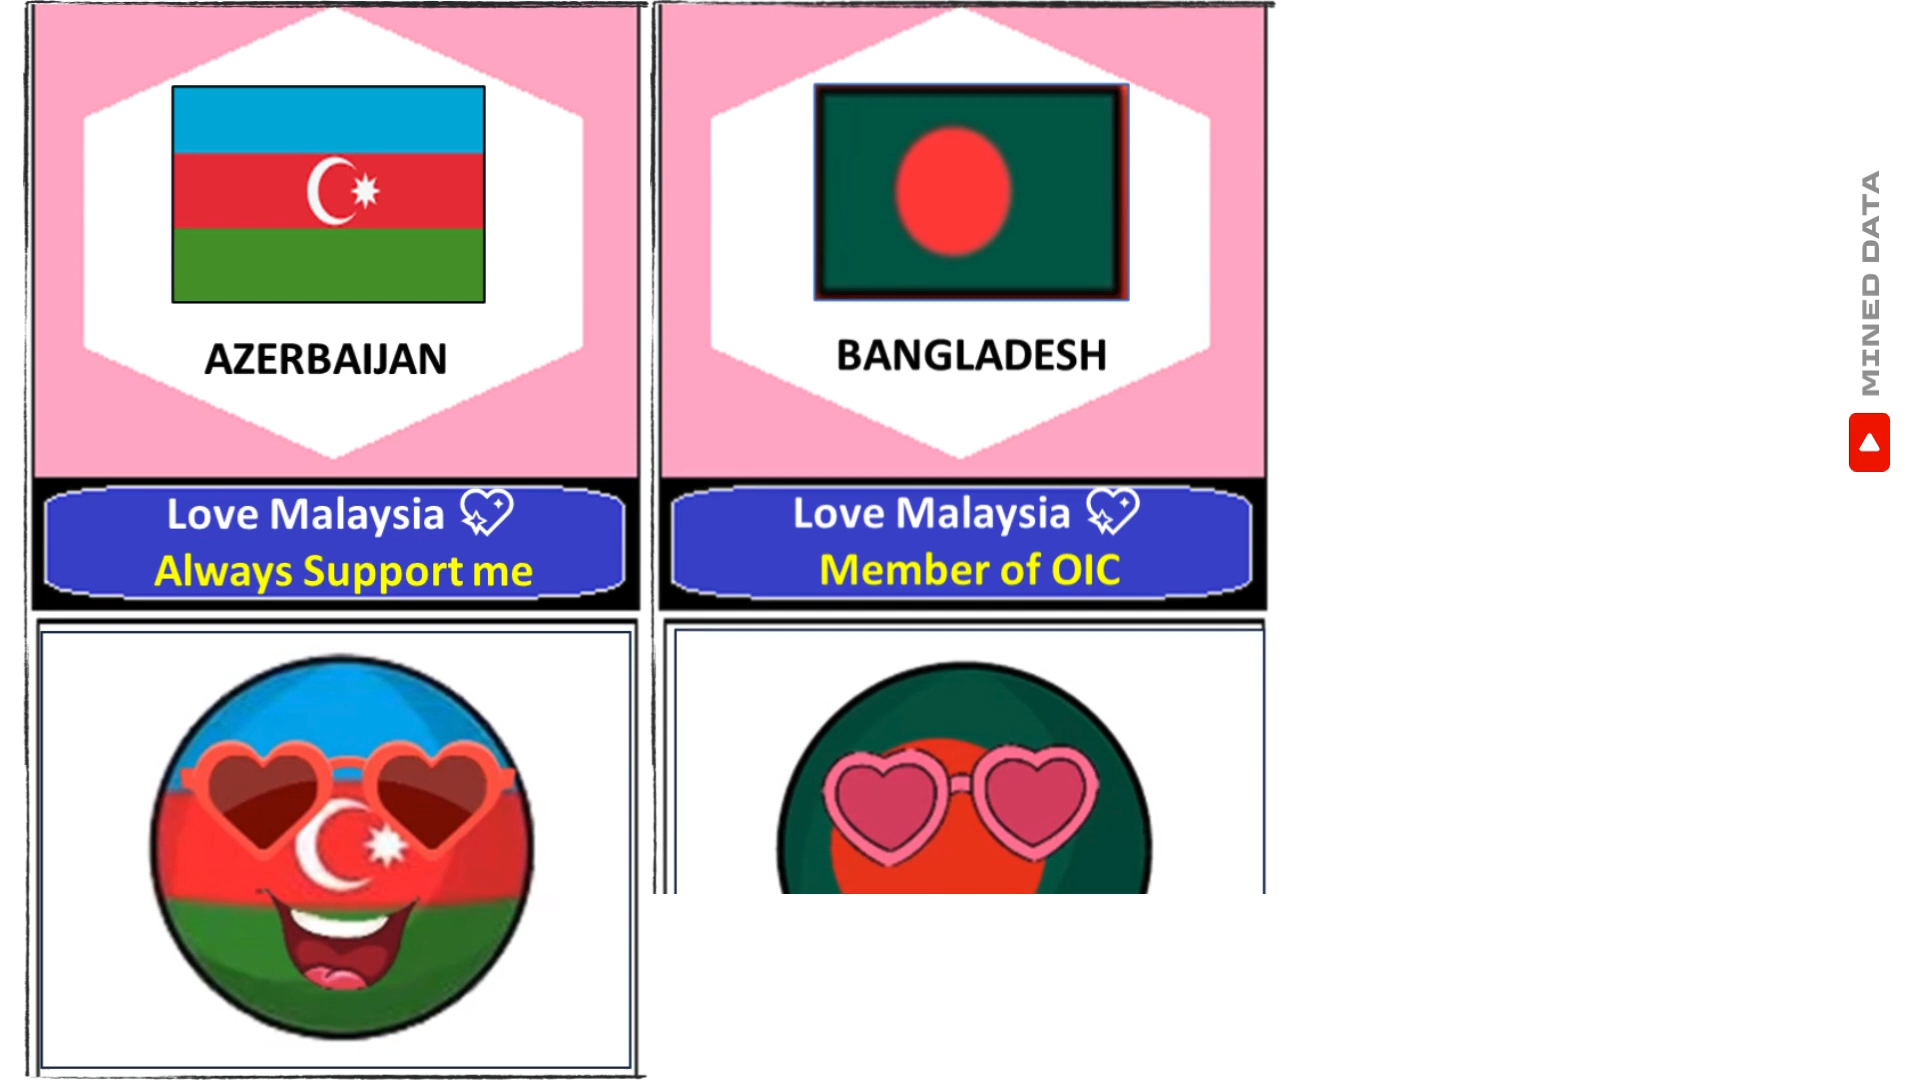 AZERBAIJAN
Love Malaysia
Always Support me
BANGLADESH
Love Malaysia
Member of OIC
MINED DATA